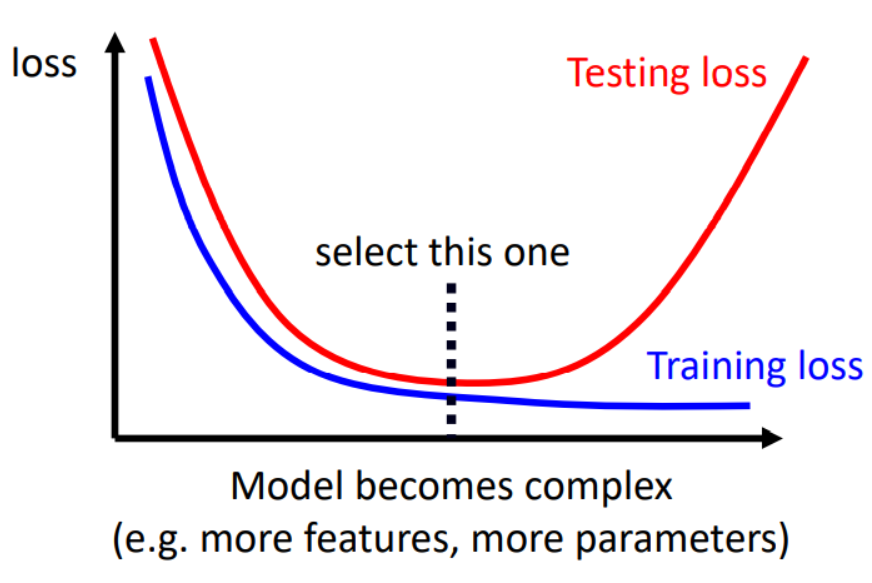 loss
Testing loss
select this one
Training loss
Model becomes complex
(e.g. more features, more parameters)